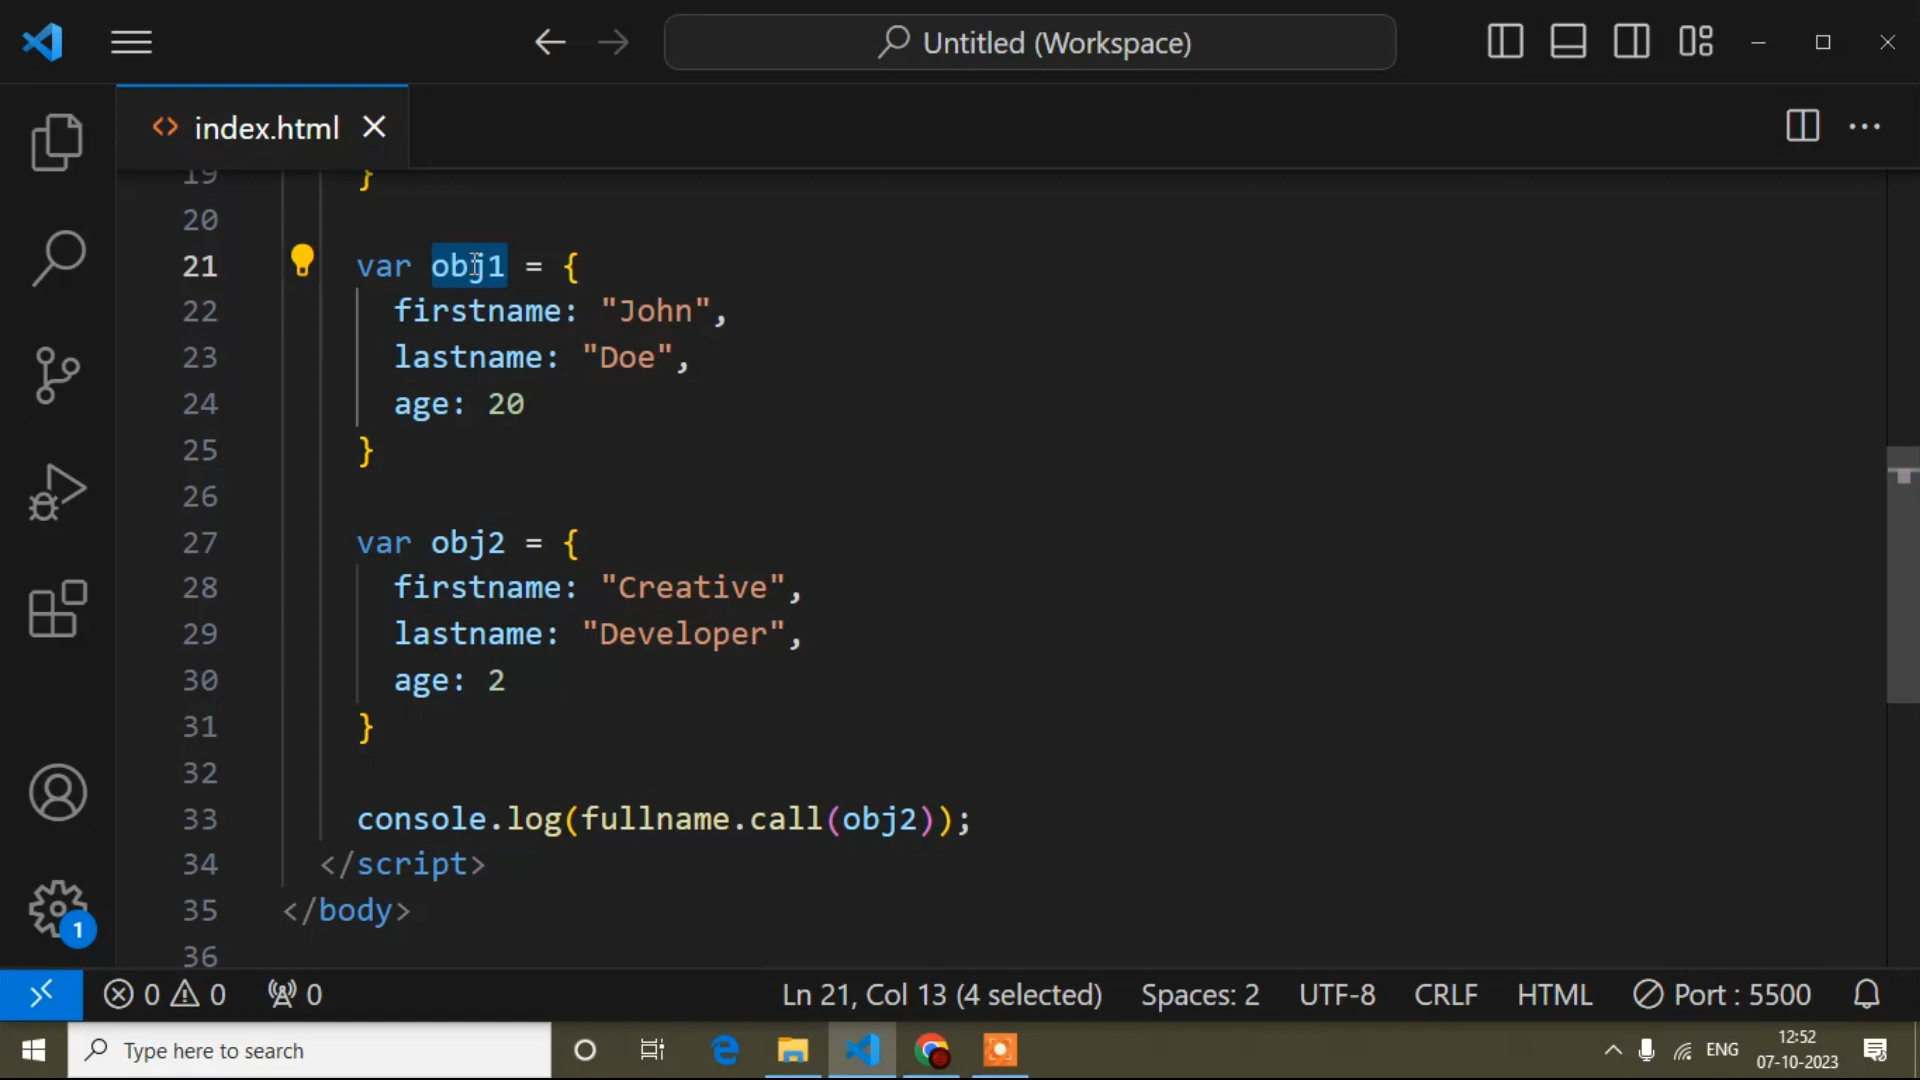 Untitled (Workspace)
index.html
19 }
20
21 var obj1 = {
22 firstname: "John",
23 lastname: "Doe",
24 age: 20
25 }
26
27 var obj2 = {
28 firstname: "Creative",
29 lastname: "Developer",
30 age: 2
31 }
32
33 console.log(fullname.call(obj2));
34 </script>
35 </body>
36
1
0 0 0 Ln 21, Col 13 (4 selected) Spaces: 2 UTF-8 CRLF HTML Port : 5500
Type here to search ENG 12:52
07-10-2023